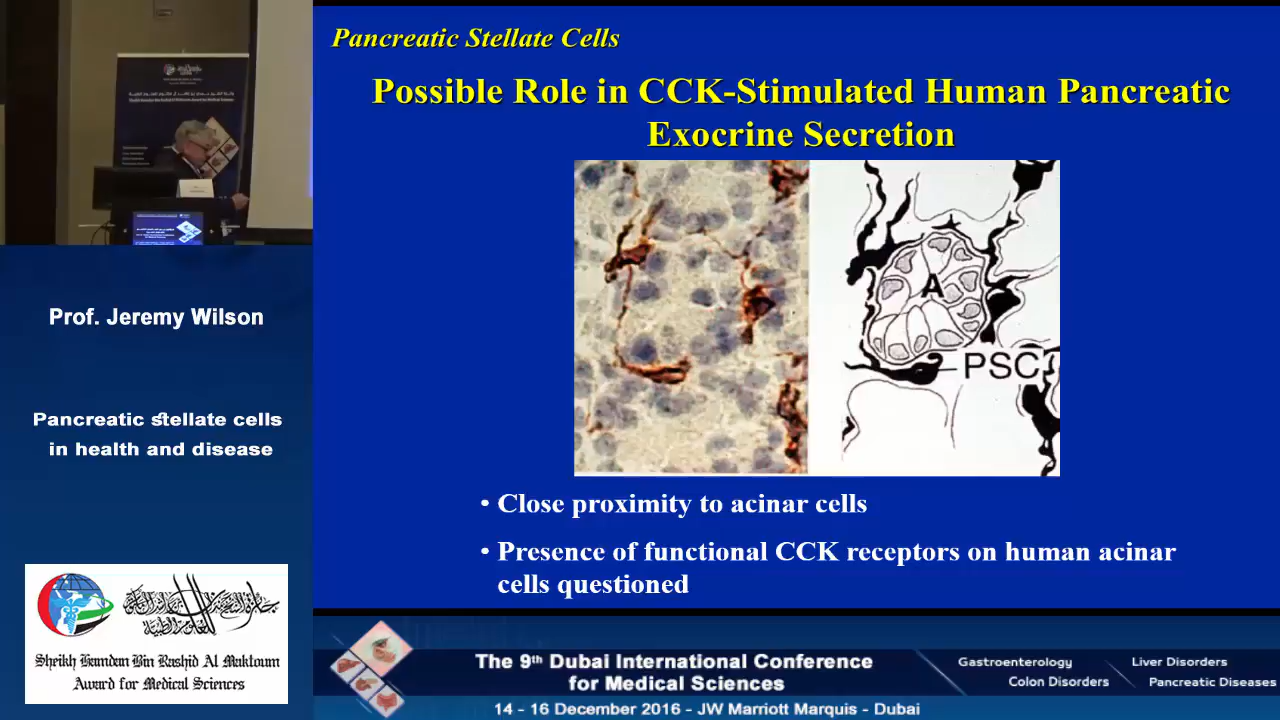 Pancreatic Stellate Cells
Possible Role in CCK-Stimulated Human Pancreatic
Exocrine Secretion
A
PSC
• Close proximity to acinar cells
• Presence of functional CCK receptors on human acinar
cells questioned
Prof. Jeremy Wilson
Pancreatic stellate cells
in health and disease
Sheikh Hamdan Bin Rashid Al Maktoum
Award for Medical Sciences
The 9th Dubai International Conference
for Medical Sciences
14 - 16 December 2016 - JW Marriott Marquis - Dubai
Gastroenterology
Liver Disorders
Colon Disorders
Pancreatic Diseases